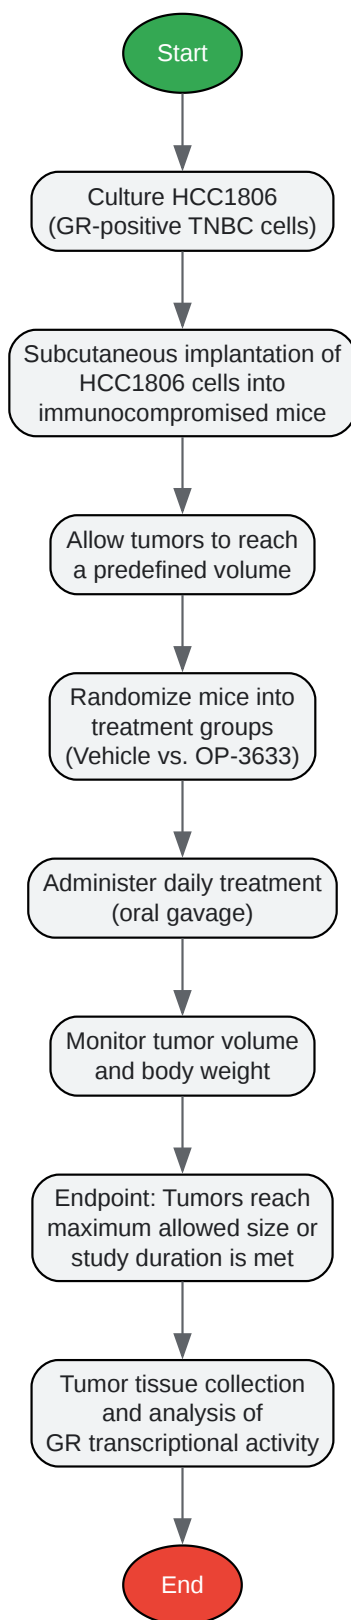 Start
Culture HCC1806
(GR-positive TNBC cells)
Subcutaneous implantation of
HCC1806 cells into
immunocompromised mice
Allow tumors to reach
a predefined volume
Randomize mice into
treatment groups
(Vehicle vs. OP-3633)
Administer daily treatment
(oral gavage)
Monitor tumor volume
and body weight
Endpoint: Tumors reach
maximum allowed size or
study duration is met
Tumor tissue collection
and analysis of
GR transcriptional activity
End